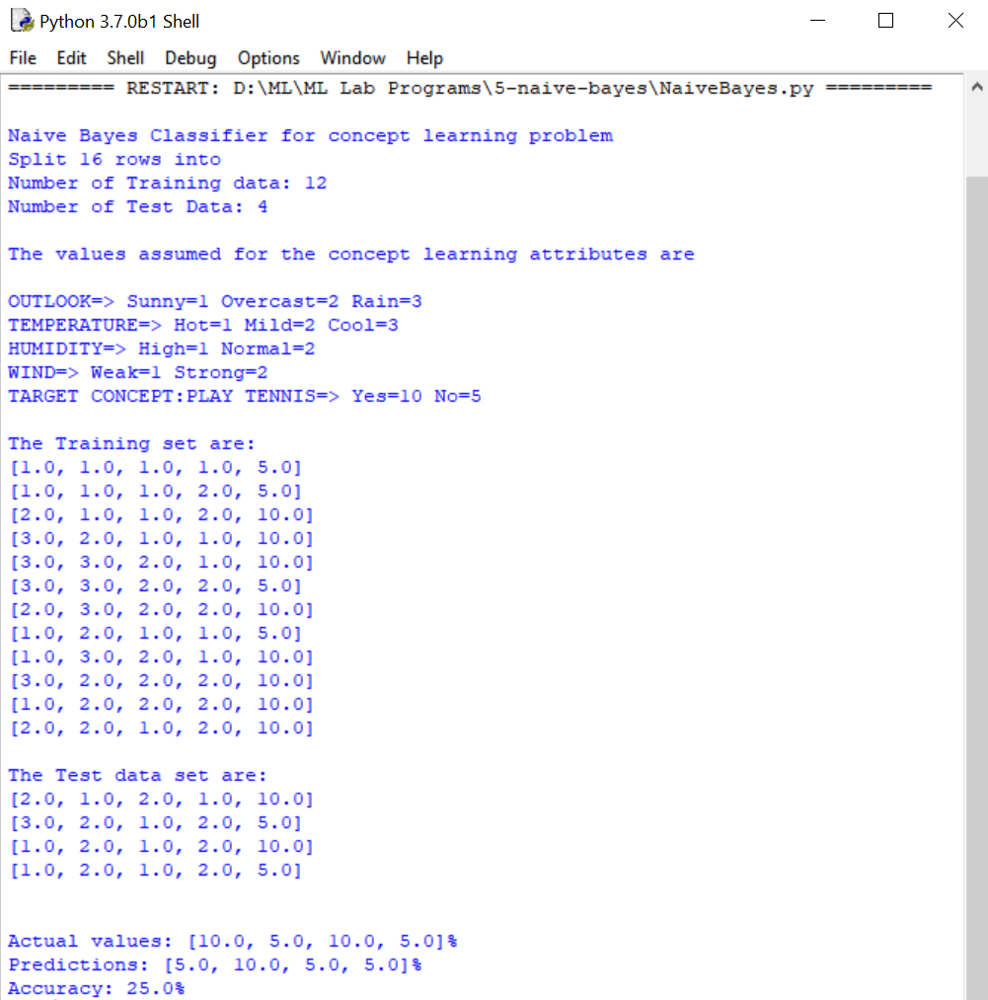 Python 3.7.0b1 Shell
File Edit Shell Debug Options Window Help
========= RESTART: D:\ML\ML Lab Programs\5-naive-bayes\NaiveBayes.py =========
Naive Bayes Classifier for concept learning problem
Split 16 rows into
Number of Training data: 12
Number of Test Data: 4
The values assumed for the concept learning attributes are
OUTLOOK=> Sunny=1 Overcast=2 Rain=3
TEMPERATURE=> Hot=1 Mild=2 Cool=3
HUMIDITY=> High=1 Normal=2
WIND=> Weak=1 Strong=2
TARGET CONCEPT:PLAY TENNIS=> Yes=10 No=5
The Training set are:
[1.0, 1.0, 1.0, 1.0, 5.0]
[1.0, 1.0, 1.0, 2.0, 5.0]
[2.0, 1.0, 1.0, 2.0, 10.0]
[3.0, 2.0, 1.0, 1.0, 10.0]
[3.0, 3.0, 2.0, 1.0, 10.0]
[3.0, 3.0, 2.0, 2.0, 5.0]
[2.0, 3.0, 2.0, 2.0, 10.0]
[1.0, 2.0, 1.0, 1.0, 5.0]
[1.0, 3.0, 2.0, 1.0, 10.0]
[3.0, 2.0, 2.0, 2.0, 10.0]
[1.0, 2.0, 2.0, 2.0, 10.0]
[2.0, 2.0, 1.0, 2.0, 10.0]
The Test data set are:
[2.0, 1.0, 2.0, 1.0, 10.0]
[3.0, 2.0, 1.0, 2.0, 5.0]
[1.0, 2.0, 1.0, 2.0, 10.0]
[1.0, 2.0, 1.0, 2.0, 5.0]
Actual values: [10.0, 5.0, 10.0, 5.0]%
Predictions: [5.0, 10.0, 5.0, 5.0]%
Accuracy: 25.0%